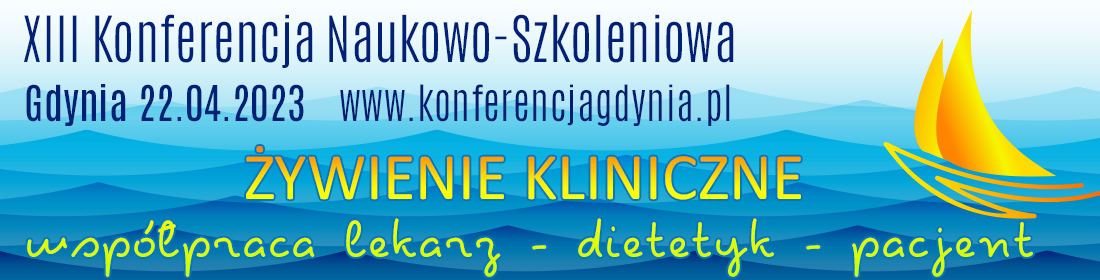 XIII Konferencja Naukowo-Szkoleniowa
Gdynia 22.04.2023 www.konferencjagdynia.pl
ŻYWIENIE KLINICZNE
współpraca lekarz - dietetyk - pacjent